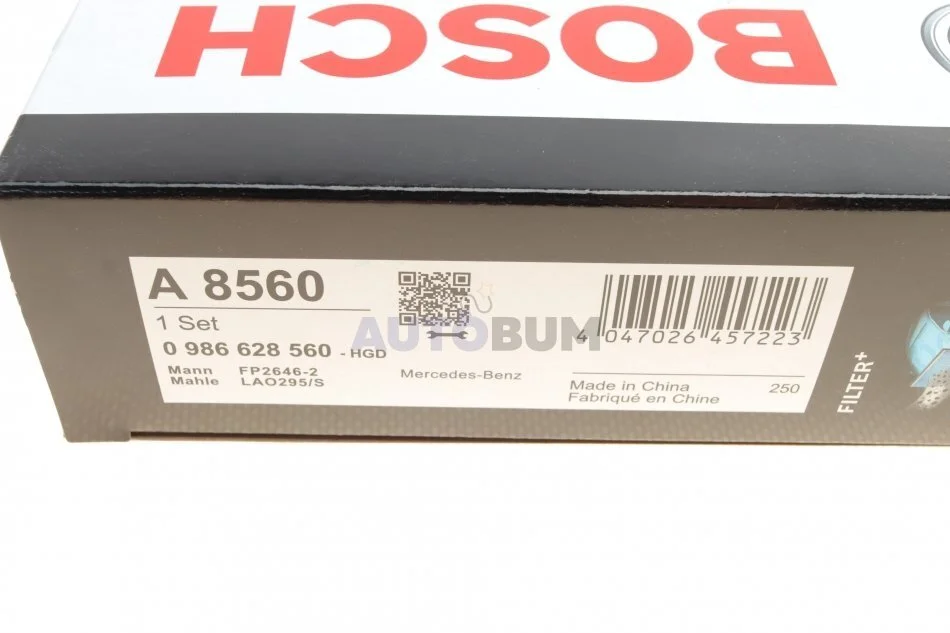 BOSCH
A 8560
1 Set
0 986 628 560 - HGD
Mann FP2646-2
Mahle LAO295/S
Mercedes-Benz
4 047026 457223
Made in China 250
Fabriqué en Chine
FILTER+
AUTOBUM